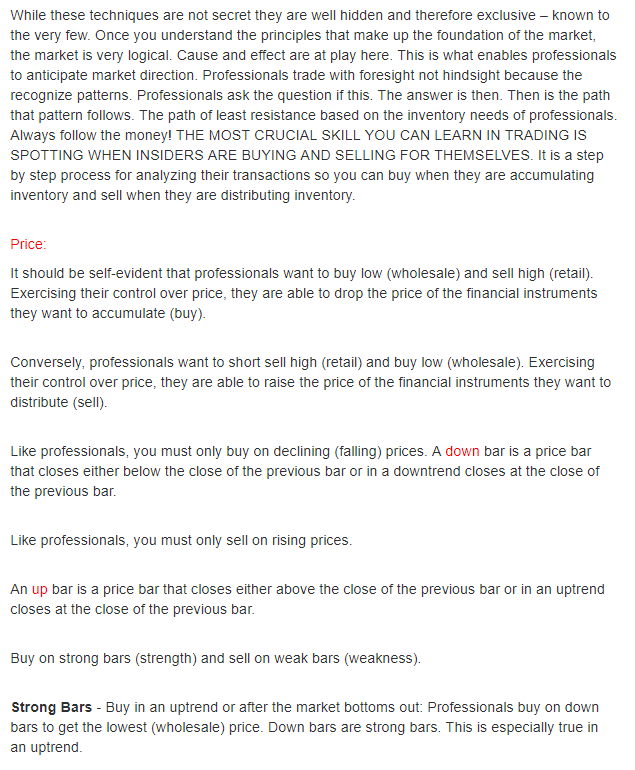 While these techniques are not secret they are well hidden and therefore exclusive – known to
the very few. Once you understand the principles that make up the foundation of the market,
the market is very logical. Cause and effect are at play here. This is what enables professionals
to anticipate market direction. Professionals trade with foresight not hindsight because the
recognize patterns. Professionals ask the question if this. The answer is then. Then is the path
that pattern follows. The path of least resistance based on the inventory needs of professionals.
Always follow the money! THE MOST CRUCIAL SKILL YOU CAN LEARN IN TRADING IS
SPOTTING WHEN INSIDERS ARE BUYING AND SELLING FOR THEMSELVES. It is a step
by step process for analyzing their transactions so you can buy when they are accumulating
inventory and sell when they are distributing inventory.
Price:
It should be self-evident that professionals want to buy low (wholesale) and sell high (retail).
Exercising their control over price, they are able to drop the price of the financial instruments
they want to accumulate (buy).
Conversely, professionals want to short sell high (retail) and buy low (wholesale). Exercising
their control over price, they are able to raise the price of the financial instruments they want to
distribute (sell).
Like professionals, you must only buy on declining (falling) prices. A down bar is a price bar
that closes either below the close of the previous bar or in a downtrend closes at the close of
the previous bar.
Like professionals, you must only sell on rising prices.
An up bar is a price bar that closes either above the close of the previous bar or in an uptrend
closes at the close of the previous bar.
Buy on strong bars (strength) and sell on weak bars (weakness).
Strong Bars - Buy in an uptrend or after the market bottoms out: Professionals buy on down
bars to get the lowest (wholesale) price. Down bars are strong bars. This is especially true in
an uptrend.